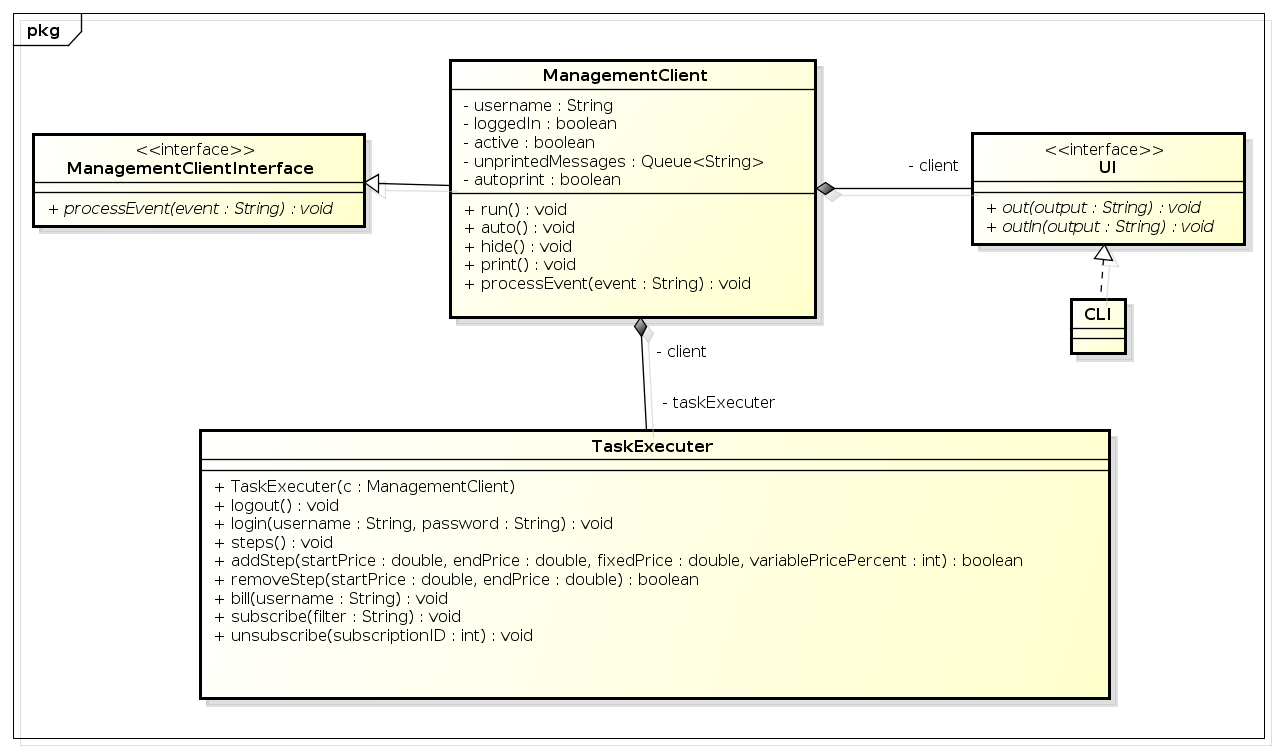 pkg
ManagementClient
- username : String
- loggedIn : boolean
- active : boolean
- unprintedMessages : Queue<String>
- autoprint : boolean
+ run() : void
+ auto() : void
+ hide() : void
+ print() : void
+ processEvent(event : String) : void
<<interface>>
ManagementClientInterface
+ processEvent(event : String) : void
- client
<<interface>>
UI
+ out(output : String) : void
+ outln(output : String) : void
CLI
- client
- taskExecuter
TaskExecuter
+ TaskExecuter(c : ManagementClient)
+ logout() : void
+ login(username : String, password : String) : void
+ steps() : void
+ addStep(startPrice : double, endPrice : double, fixedPrice : double, variablePricePercent : int) : boolean
+ removeStep(startPrice : double, endPrice : double) : boolean
+ bill(username : String) : void
+ subscribe(filter : String) : void
+ unsubscribe(subscriptionID : int) : void